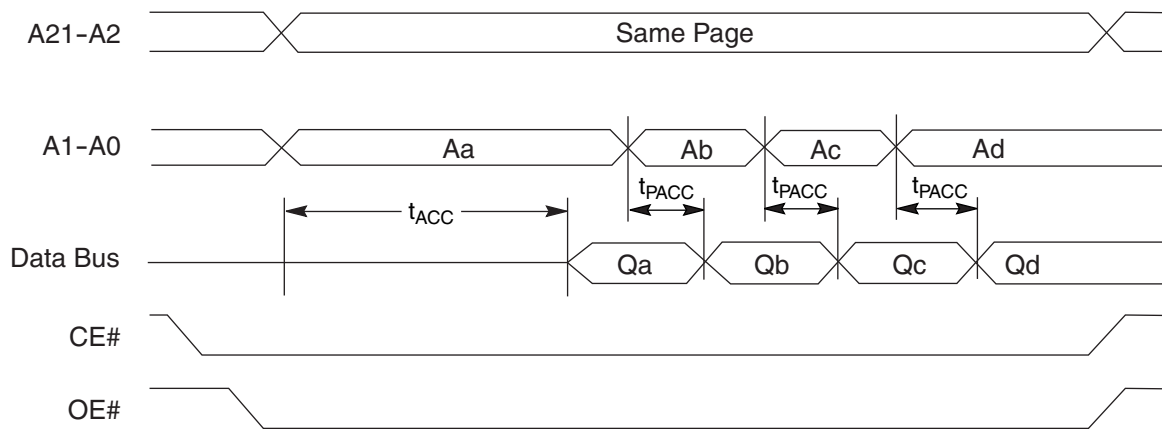 A21-A2 Same Page
A1-A0 Aa Ab Ac Ad
tACC tPACC tPACC tPACC
Data Bus Qa Qb Qc Qd
CE#
OE#